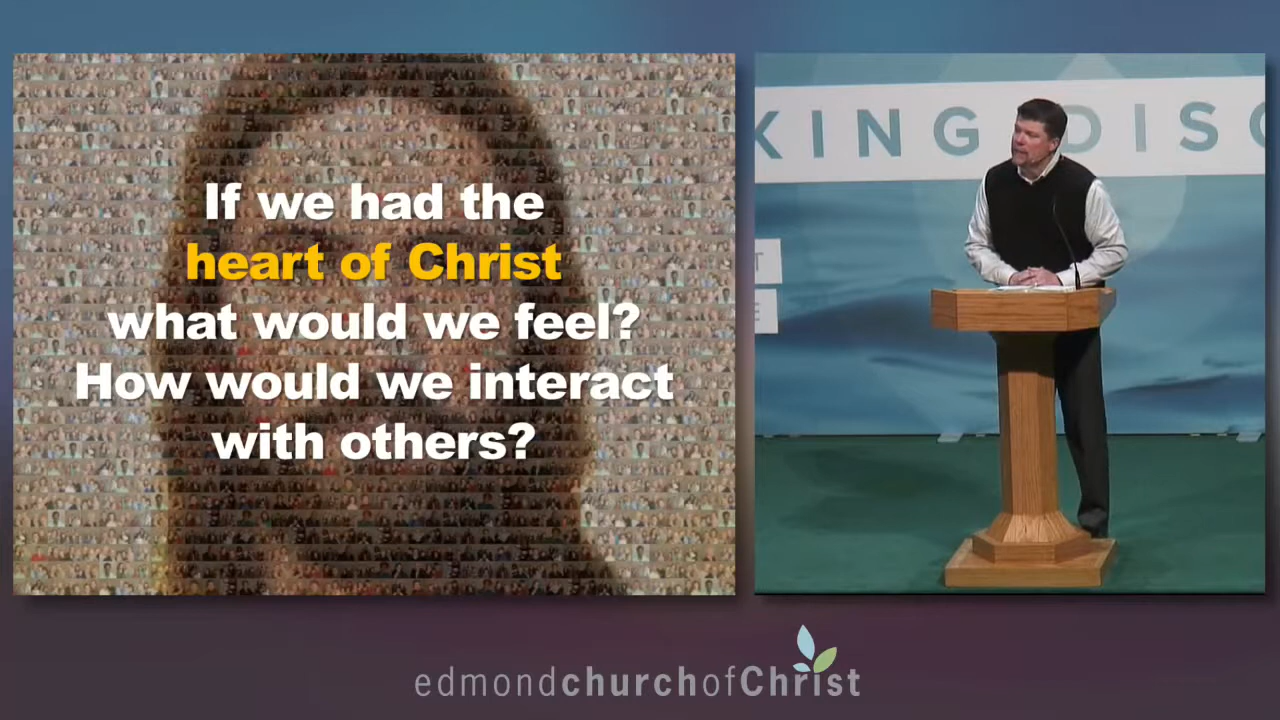 If we had the
heart of Christ
what would we feel?
How would we interact
with others?
KING DISC
T
E
edmondchurchofChrist